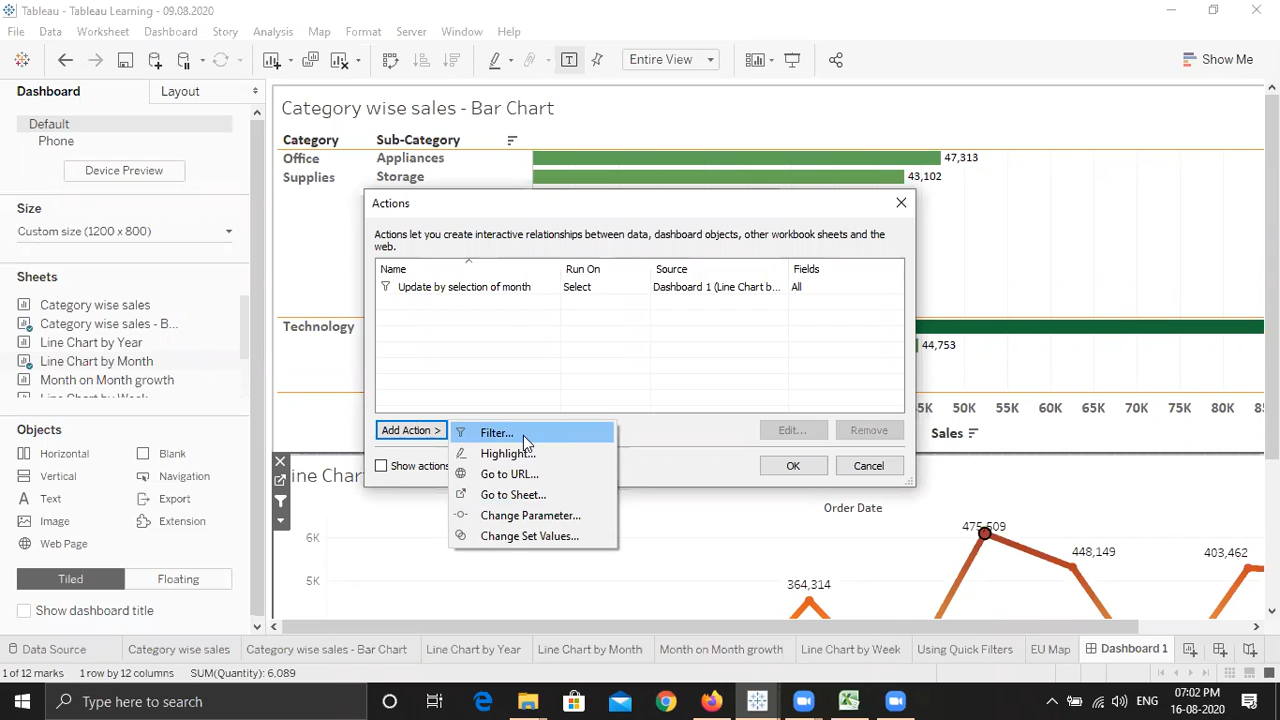 Tableau - Tableau Learning - 09.08.2020
File Data Worksheet Dashboard Story Analysis Map Format Server Window Help
Entire View
Show Me
Dashboard Layout
Default
Phone
Device Preview
Size
Custom size (1200 x 800)
Sheets
Category wise sales
Category wise sales - B...
Line Chart by Year
Line Chart by Month
Month on Month growth
Objects
Horizontal Blank
Vertical Navigation
Text Export
Image Extension
Web Page
Tiled Floating
Show dashboard title
Category wise sales - Bar Chart
Category Sub-Category
Office Supplies
Appliances 47,313
Storage 43,102
Technology
44,753
25K 30K 35K 40K 45K 50K 55K 60K 65K 70K 75K
Sales
Actions
Actions let you create interactive relationships between data, dashboard objects, other workbook sheets and the
web.
Name Run On Source Fields
Update by selection of month Select Dashboard 1 (Line Chart b... All
Add Action > Edit... Remove
Show actions
OK Cancel
Filter...
Highlight...
Go to URL...
Go to Sheet...
Change Parameter...
Change Set Values...
Order Date
6K
5K
364,314
475,509
448,149
403,462
Data Source Category wise sales Category wise sales - Bar Chart Line Chart by Year Line Chart by Month Month on Month growth Line Chart by Week Using Quick Filters EU Map Dashboard 1
1 of 12 marks 1 row by 12 columns SUM(Quantity): 6,089
Type here to search
ENG
07:02 PM
16-08-2020